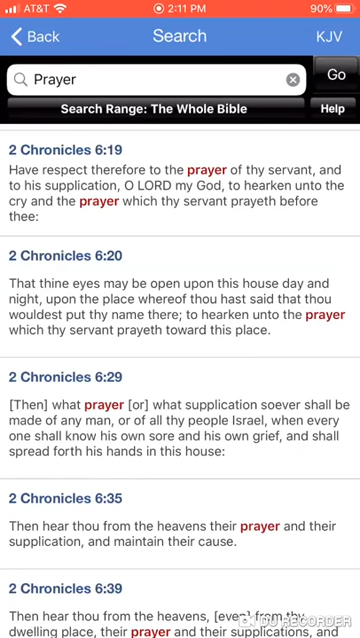 AT&T 2:11 PM 90%
Back Search KJV
Prayer Go
Search Range: The Whole Bible Help
2 Chronicles 6:19
Have respect therefore to the prayer of thy servant, and
to his supplication, O LORD my God, to hearken unto the
cry and the prayer which thy servant prayeth before
thee:
2 Chronicles 6:20
That thine eyes may be open upon this house day and
night, upon the place whereof thou hast said that thou
wouldest put thy name there; to hearken unto the prayer
which thy servant prayeth toward this place.
2 Chronicles 6:29
[Then] what prayer [or] what supplication soever shall be
made of any man, or of all thy people Israel, when every
one shall know his own sore and his own grief, and shall
spread forth his hands in this house:
2 Chronicles 6:35
Then hear thou from the heavens their prayer and their
supplication, and maintain their cause.
2 Chronicles 6:39
Then hear thou from the heavens, [even] from thy
DU RECORDER
dwelling place, their prayer and their supplications, and